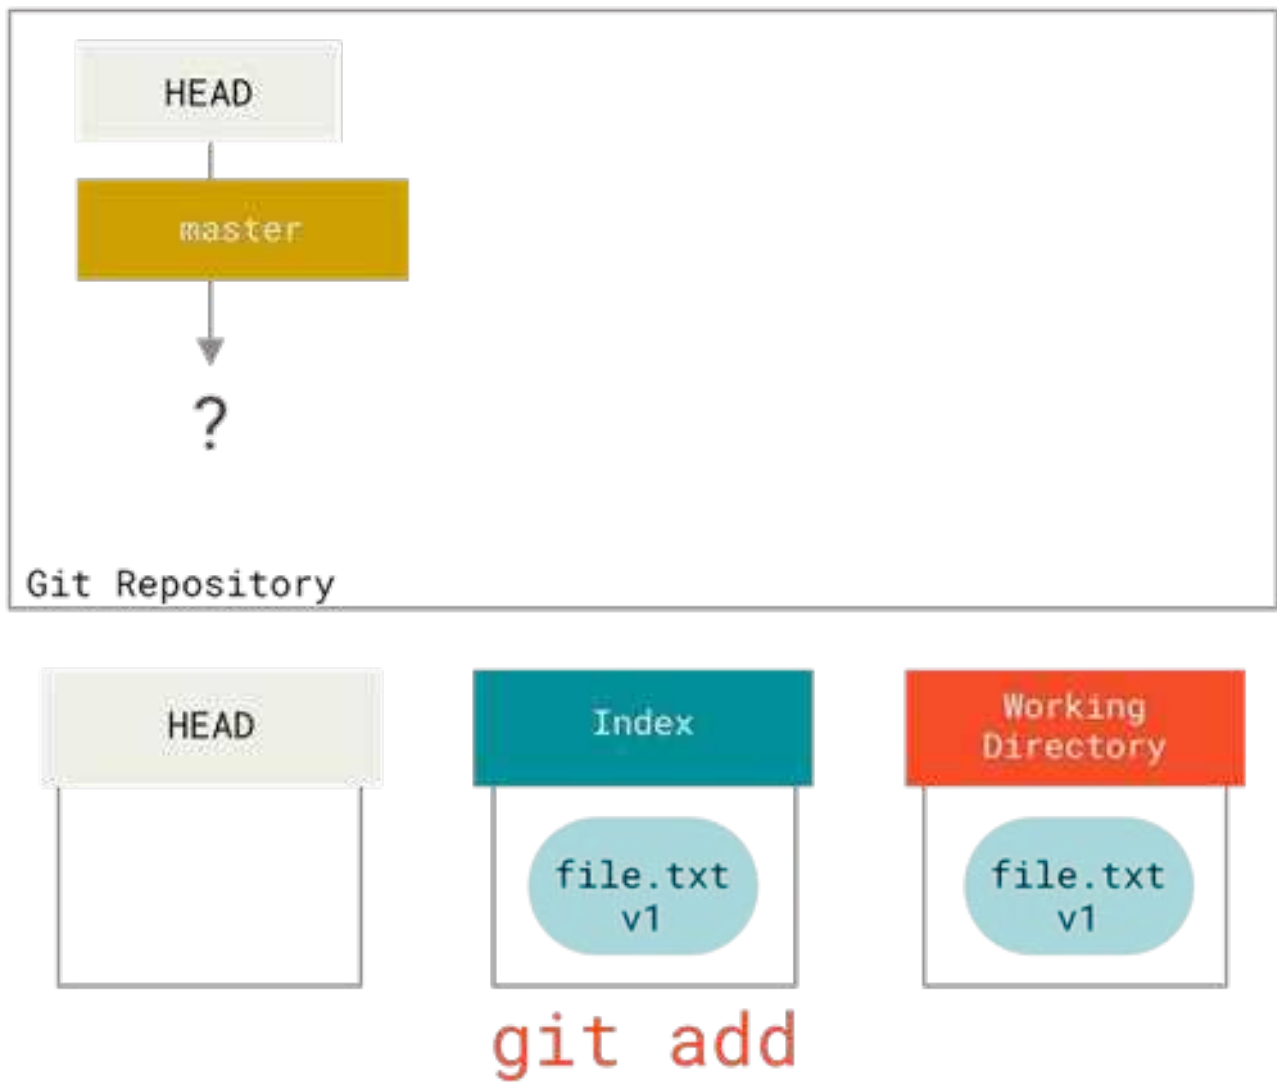 HEAD
master
?
Git Repository
HEAD
Index
Working
Directory
file.txt
v1
file.txt
v1
git add